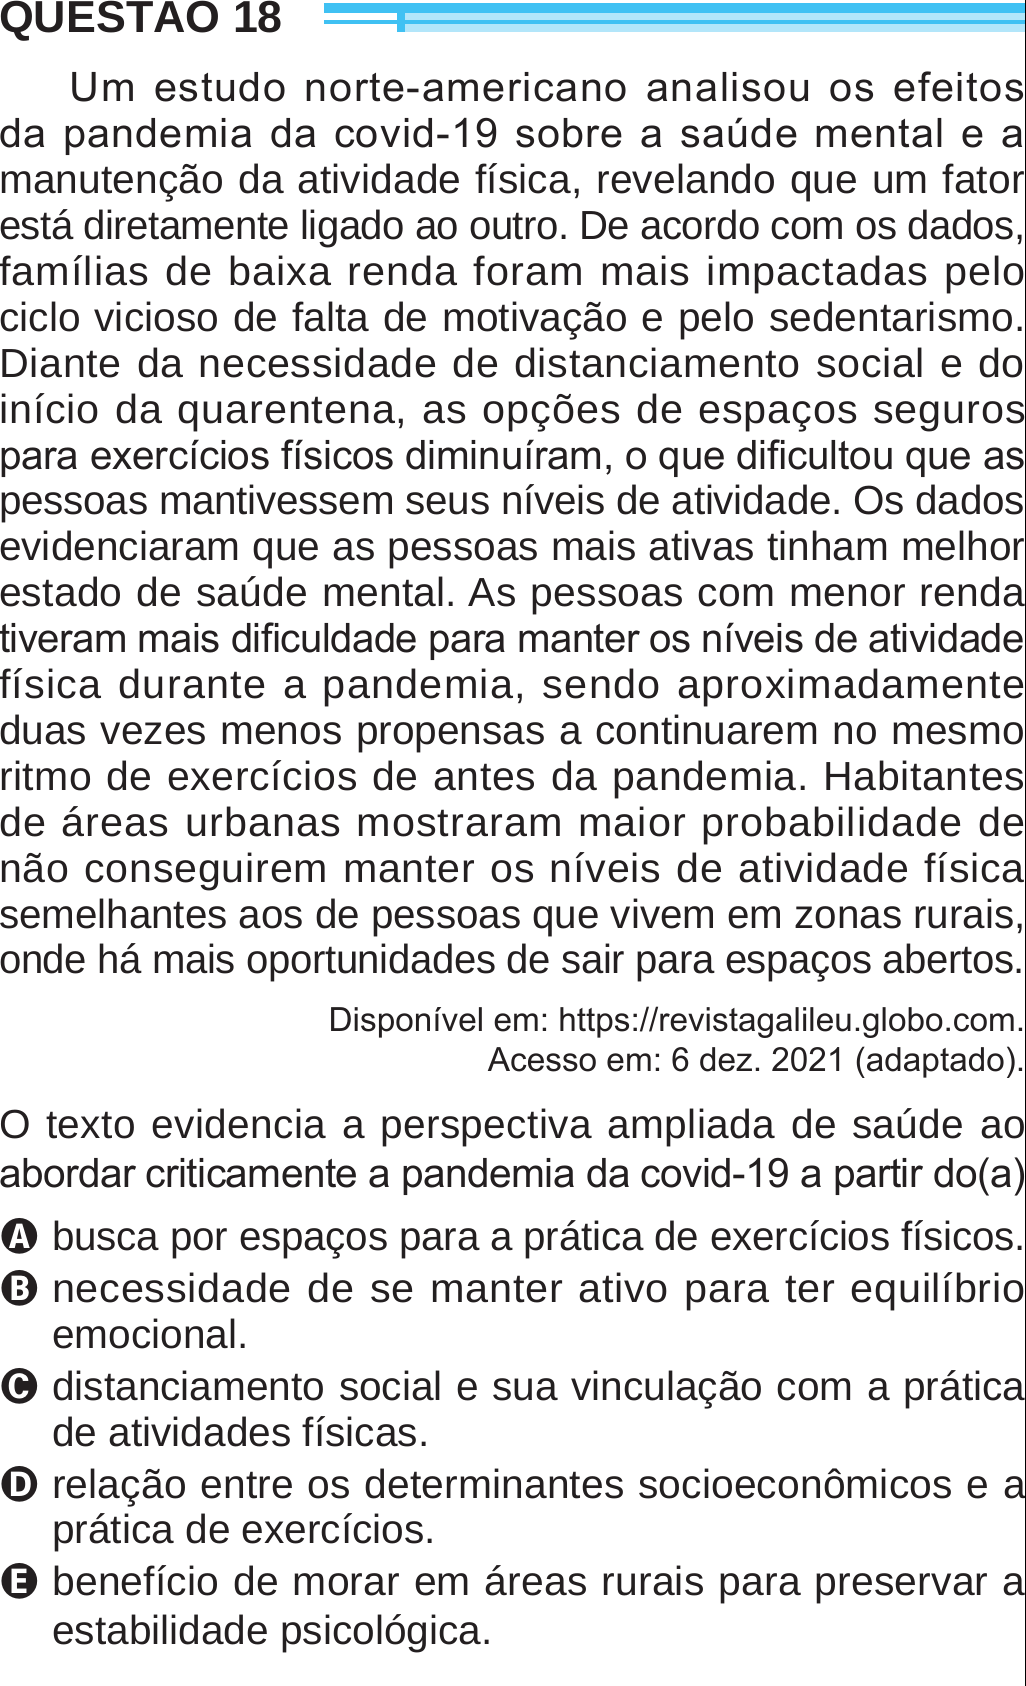 QUESTÃO 18
Um estudo norte-americano analisou os efeitos
da pandemia da covid-19 sobre a saúde mental e a
manutenção da atividade física, revelando que um fator
está diretamente ligado ao outro. De acordo com os dados,
famílias de baixa renda foram mais impactadas pelo
ciclo vicioso de falta de motivação e pelo sedentarismo.
Diante da necessidade de distanciamento social e do
início da quarentena, as opções de espaços seguros
para exercícios físicos diminuíram, o que dificultou que as
pessoas mantivessem seus níveis de atividade. Os dados
evidenciaram que as pessoas mais ativas tinham melhor
estado de saúde mental. As pessoas com menor renda
tiveram mais dificuldade para manter os níveis de atividade
física durante a pandemia, sendo aproximadamente
duas vezes menos propensas a continuarem no mesmo
ritmo de exercícios de antes da pandemia. Habitantes
de áreas urbanas mostraram maior probabilidade de
não conseguirem manter os níveis de atividade física
semelhantes aos de pessoas que vivem em zonas rurais,
onde há mais oportunidades de sair para espaços abertos.
Disponível em: https://revistagalileu.globo.com.
Acesso em: 6 dez. 2021 (adaptado).
O texto evidencia a perspectiva ampliada de saúde ao
abordar criticamente a pandemia da covid-19 a partir do(a)
A busca por espaços para a prática de exercícios físicos.
B necessidade de se manter ativo para ter equilíbrio
emocional.
C distanciamento social e sua vinculação com a prática
de atividades físicas.
D relação entre os determinantes socioeconômicos e a
prática de exercícios.
E benefício de morar em áreas rurais para preservar a
estabilidade psicológica.